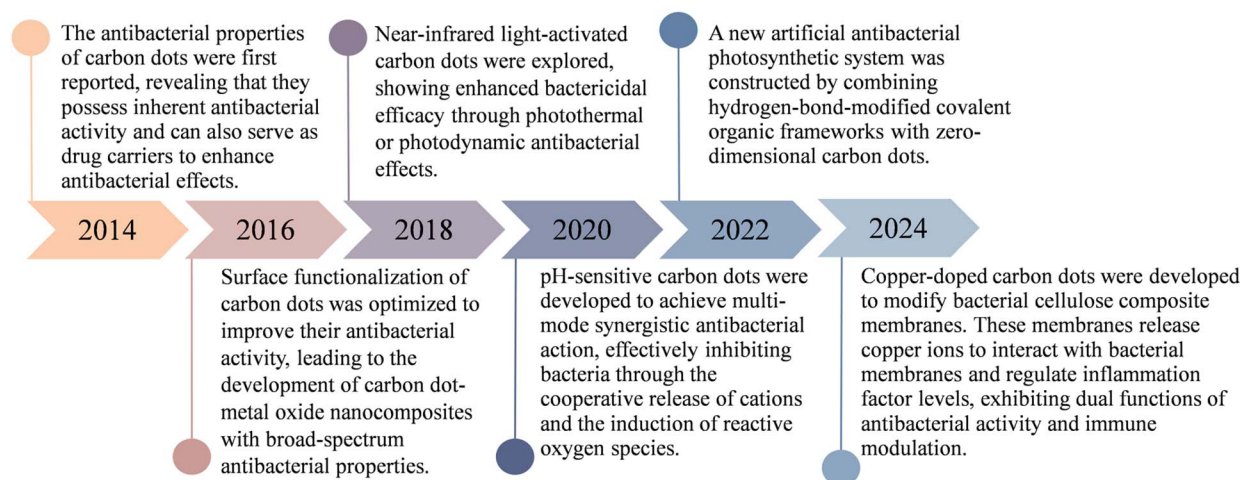 The antibacterial properties
of carbon dots were first
reported, revealing that they
possess inherent antibacterial
activity and can also serve as
drug carriers to enhance
antibacterial effects.
Near-infrared light-activated
carbon dots were explored,
showing enhanced bactericidal
efficacy through photothermal
or photodynamic antibacterial
effects.
A new artificial antibacterial
photosynthetic system was
constructed by combining
hydrogen-bond-modified covalent
organic frameworks with zero-
dimensional carbon dots.
2014
2016
2018
2020
2022
2024
Surface functionalization of
carbon dots was optimized to
improve their antibacterial
activity, leading to the
development of carbon dot-
metal oxide nanocomposites
with broad-spectrum
antibacterial properties.
pH-sensitive carbon dots were
developed to achieve multi-
mode synergistic antibacterial
action, effectively inhibiting
bacteria through the
cooperative release of cations
and the induction of reactive
oxygen species.
Copper-doped carbon dots were developed
to modify bacterial cellulose composite
membranes. These membranes release
copper ions to interact with bacterial
membranes and regulate inflammation
factor levels, exhibiting dual functions of
antibacterial activity and immune
modulation.